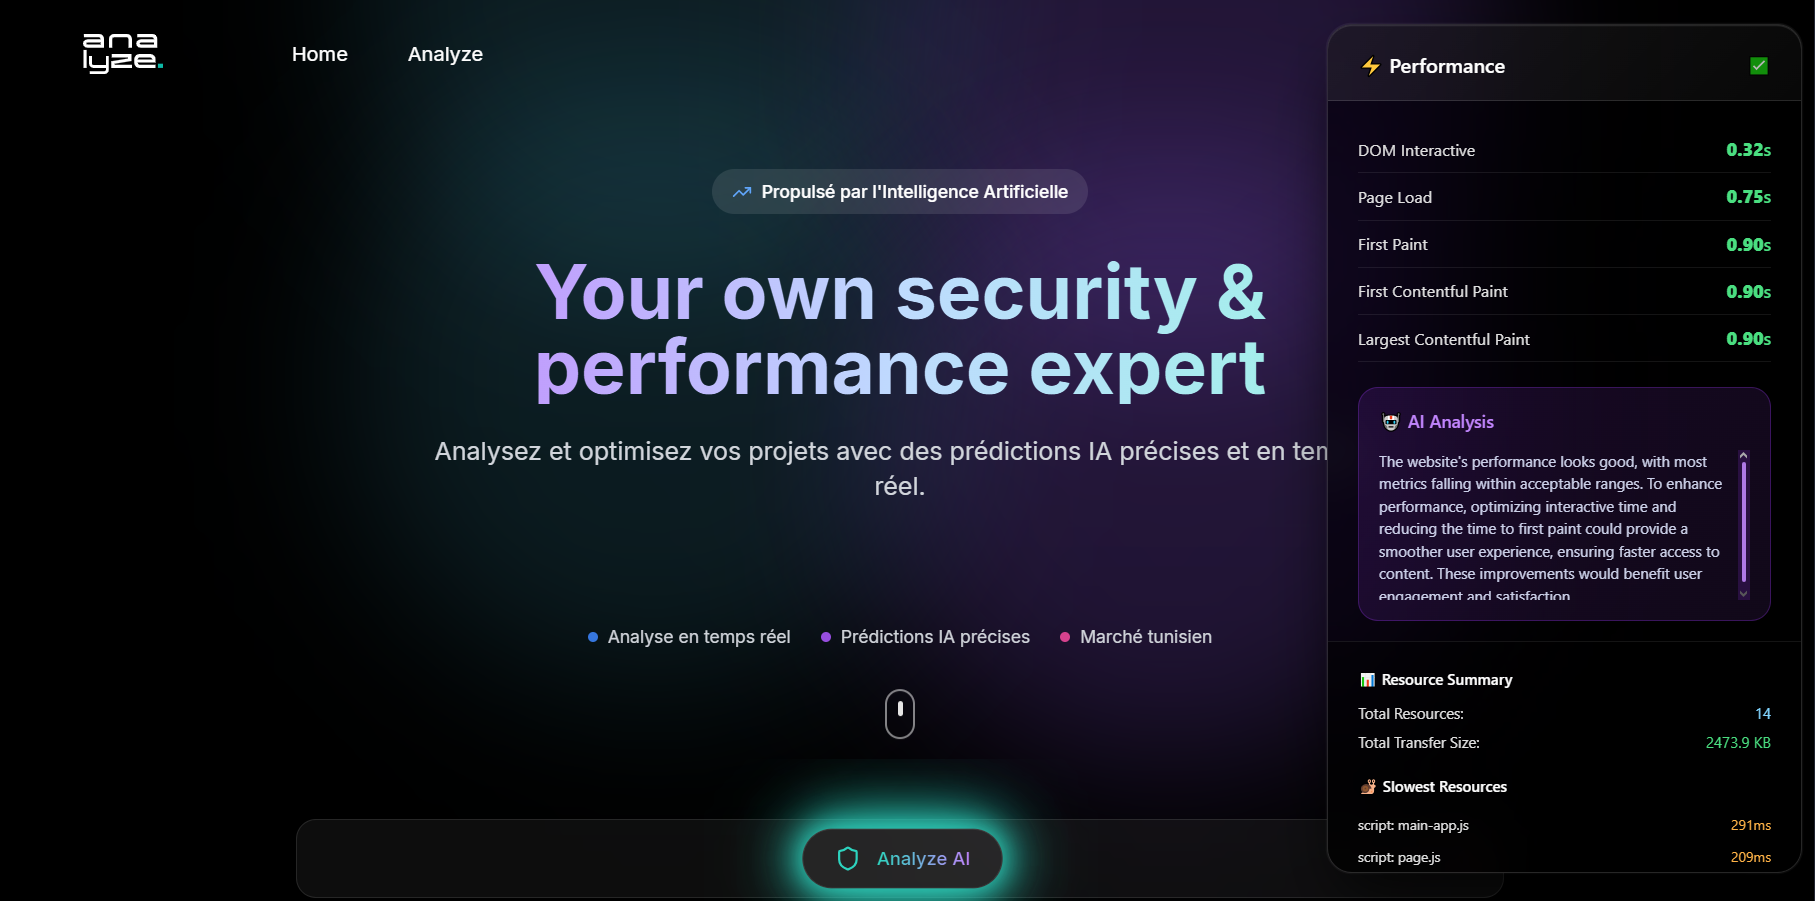 ana
lyze.
Home
Analyze
Propulsé par l'Intelligence Artificielle
Your own security &
performance expert
Analysez et optimisez vos projets avec des prédictions IA précises et en
réel.
Analyse en temps réel
Prédictions IA précises
Marché tunisien
Analyze AI
Performance
DOM Interactive 0.32s
Page Load 0.75s
First Paint 0.90s
First Contentful Paint 0.90s
Largest Contentful Paint 0.90s
AI Analysis
The website's performance looks good, with most
metrics falling within acceptable ranges. To enhance
performance, optimizing interactive time and
reducing the time to first paint could provide a
smoother user experience, ensuring faster access to
content. These improvements would benefit user
engagement and satisfaction.
Resource Summary
Total Resources: 14
Total Transfer Size: 2473.9 KB
Slowest Resources
script: main-app.js 291ms
script: page.js 209ms